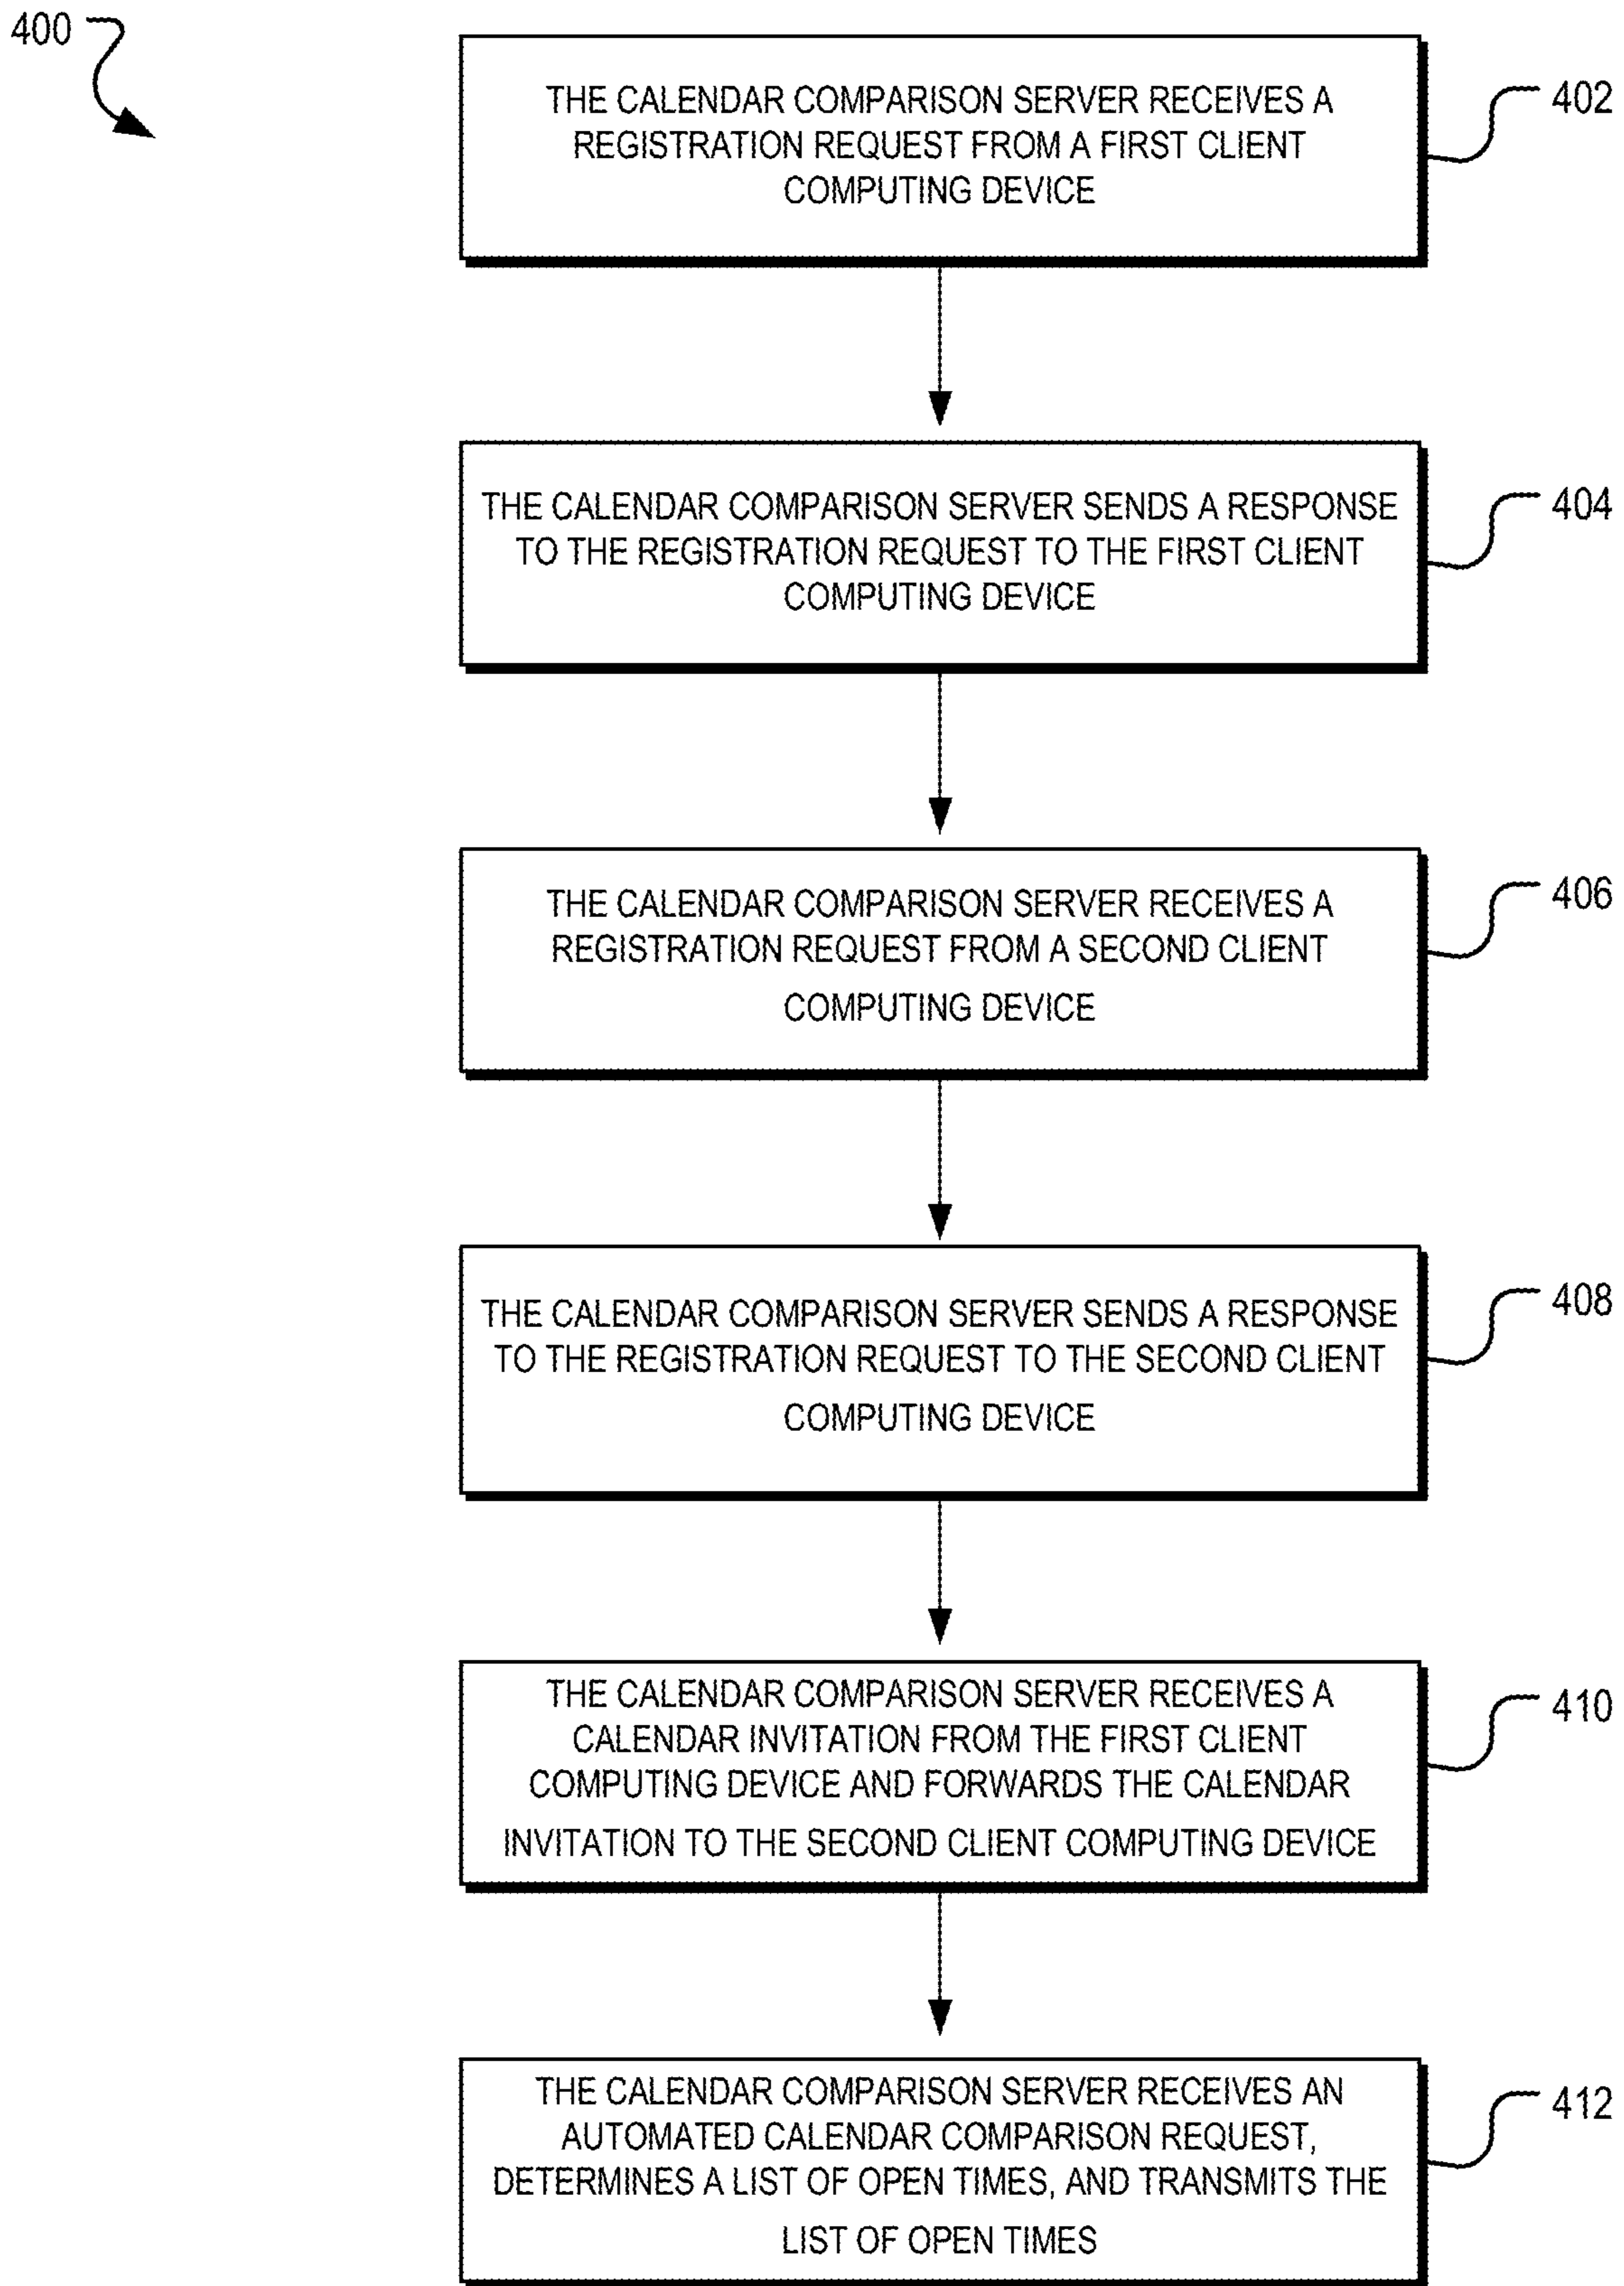 400
THE CALENDAR COMPARISON SERVER RECEIVES A
REGISTRATION REQUEST FROM A FIRST CLIENT
COMPUTING DEVICE
402
THE CALENDAR COMPARISON SERVER SENDS A RESPONSE
TO THE REGISTRATION REQUEST TO THE FIRST CLIENT
COMPUTING DEVICE
404
THE CALENDAR COMPARISON SERVER RECEIVES A
REGISTRATION REQUEST FROM A SECOND CLIENT
COMPUTING DEVICE
406
THE CALENDAR COMPARISON SERVER SENDS A RESPONSE
TO THE REGISTRATION REQUEST TO THE SECOND CLIENT
COMPUTING DEVICE
408
THE CALENDAR COMPARISON SERVER RECEIVES A
CALENDAR INVITATION FROM THE FIRST CLIENT
COMPUTING DEVICE AND FORWARDS THE CALENDAR
INVITATION TO THE SECOND CLIENT COMPUTING DEVICE
410
THE CALENDAR COMPARISON SERVER RECEIVES AN
AUTOMATED CALENDAR COMPARISON REQUEST,
DETERMINES A LIST OF OPEN TIMES, AND TRANSMITS THE
LIST OF OPEN TIMES
412